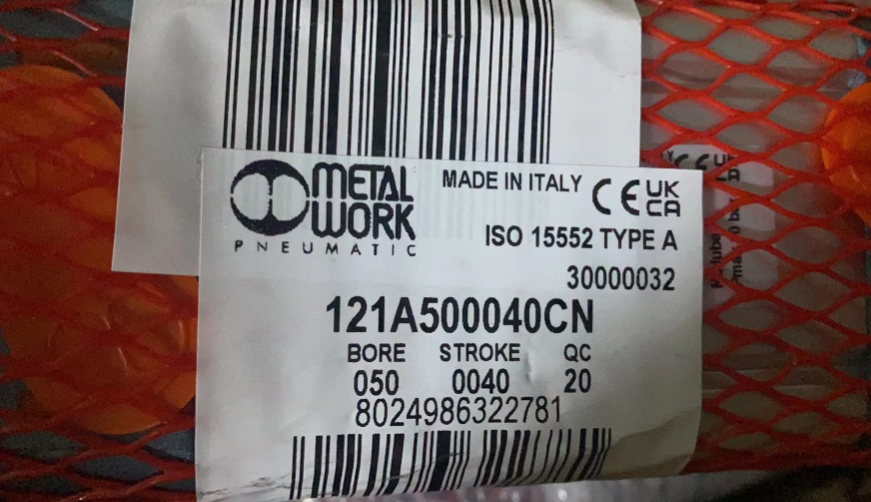 METAL WORK
PNEUMATIC
MADE IN ITALY CE UK CA
ISO 15552 TYPE A
30000032
121A500040CN
BORE STROKE QC
050 0040 20
8024986322781